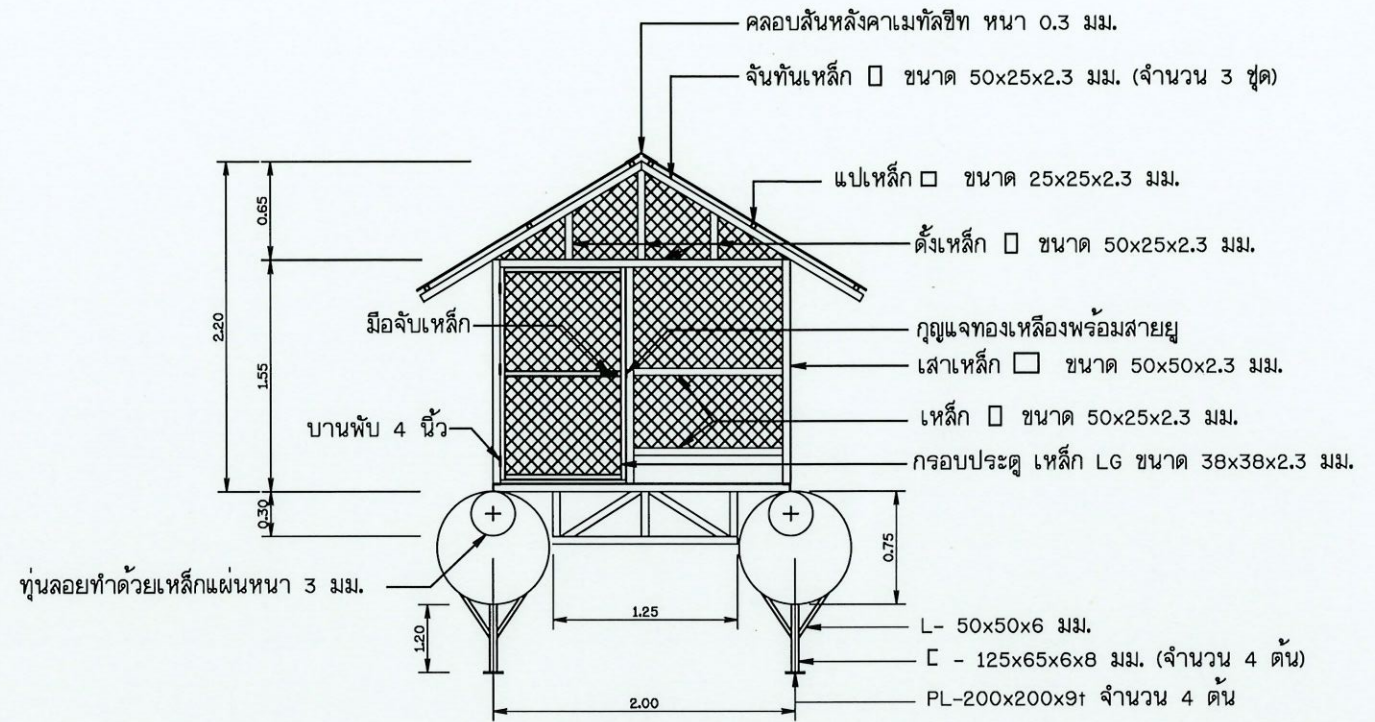 คลอบสันหลังคาเมทัลชีท หนา 0.3 มม.
จันทันเหล็ก ขนาด 50x25x2.3 มม. (จำนวน 3 ชุด)
แปเหล็ก ขนาด 25x25x2.3 มม.
0.65
ดั้งเหล็ก ขนาด 50x25x2.3 มม.
มือจับเหล็ก
กุญแจทองเหลืองพร้อมสายยู
2.20
1.55
เสาเหล็ก ขนาด 50x50x2.3 มม.
เหล็ก ขนาด 50x25x2.3 มม.
บานพับ 4 นิ้ว
กรอบประตู เหล็ก LG ขนาด 38x38x2.3 มม.
0.30
0.75
ทุ่นลอยทำด้วยเหล็กแผ่นหนา 3 มม.
1.25
1.20
L- 50x50x6 มม.
[ - 125x65x6x8 มม. (จำนวน 4 ต้น)
PL-200x200x9t จำนวน 4 ต้น
2.00